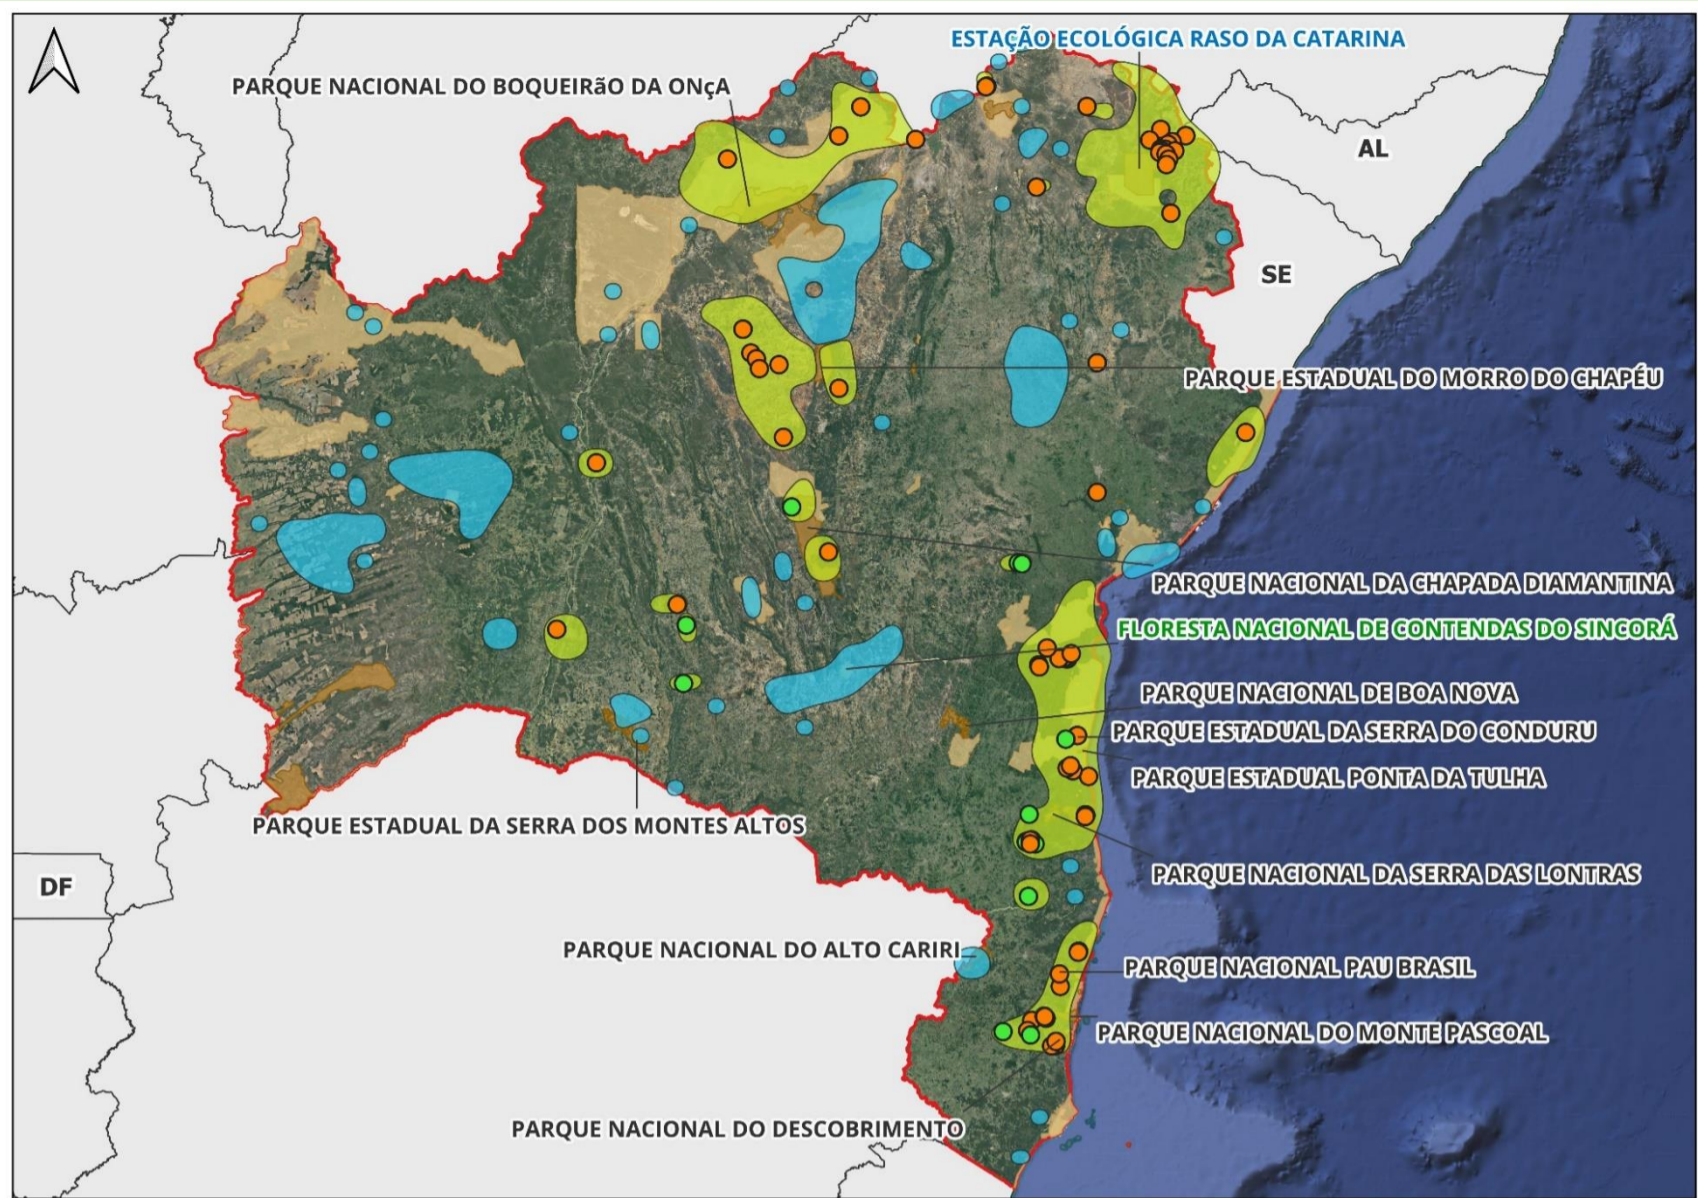 ESTAÇÃO ECOLÓGICA RASO DA CATARINA
PARQUE NACIONAL DO BOQUEIRãO DA ONçA
AL
SE
PARQUE ESTADUAL DO MORRO DO CHAPÉU
PARQUE NACIONAL DA CHAPADA DIAMANTINA
FLORESTA NACIONAL DE CONTENDAS DO SINCORÁ
PARQUE NACIONAL DE BOA NOVA
PARQUE ESTADUAL DA SERRA DO CONDURU
PARQUE ESTADUAL PONTA DA TULHA
PARQUE ESTADUAL DA SERRA DOS MONTES ALTOS
PARQUE NACIONAL DA SERRA DAS LONTRAS
DF
PARQUE NACIONAL DO ALTO CARIRI
PARQUE NACIONAL PAU BRASIL
PARQUE NACIONAL DO MONTE PASCOAL
PARQUE NACIONAL DO DESCOBRIMENTO